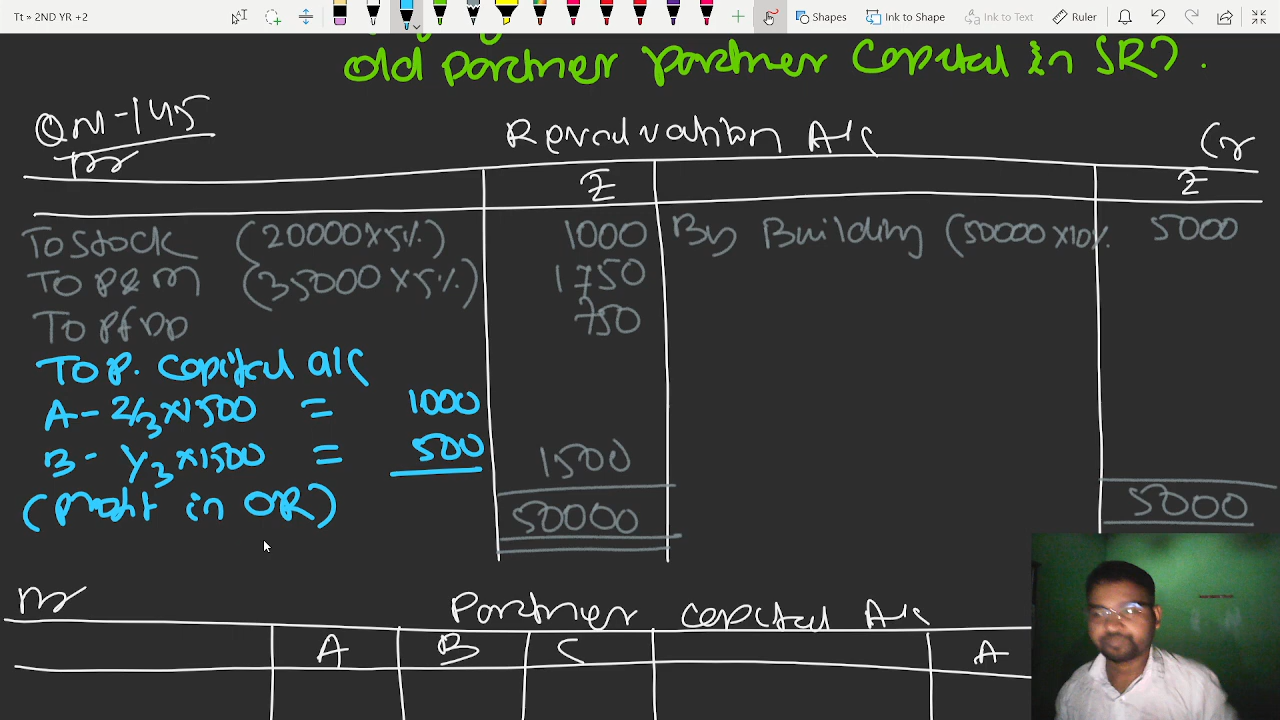 Tt » 2ND YR +2
Shapes Ink to Shape Ink to Text Ruler
old partner partner capital in SR) .
QN-145 Revaluation A/c
Dr Cr
₹ ₹
To Stock (20000×5%) 1000 By Building (50000×10%. 5000
To P&M (35000×5%) 1750
To PfDD 750
To P. capital a/c
A - 2/3×1500 = 1000
B - 1/3×1500 = 500 1500
(Profit in OR) 50000 5000
Dr Partner capital A/c
A B C A